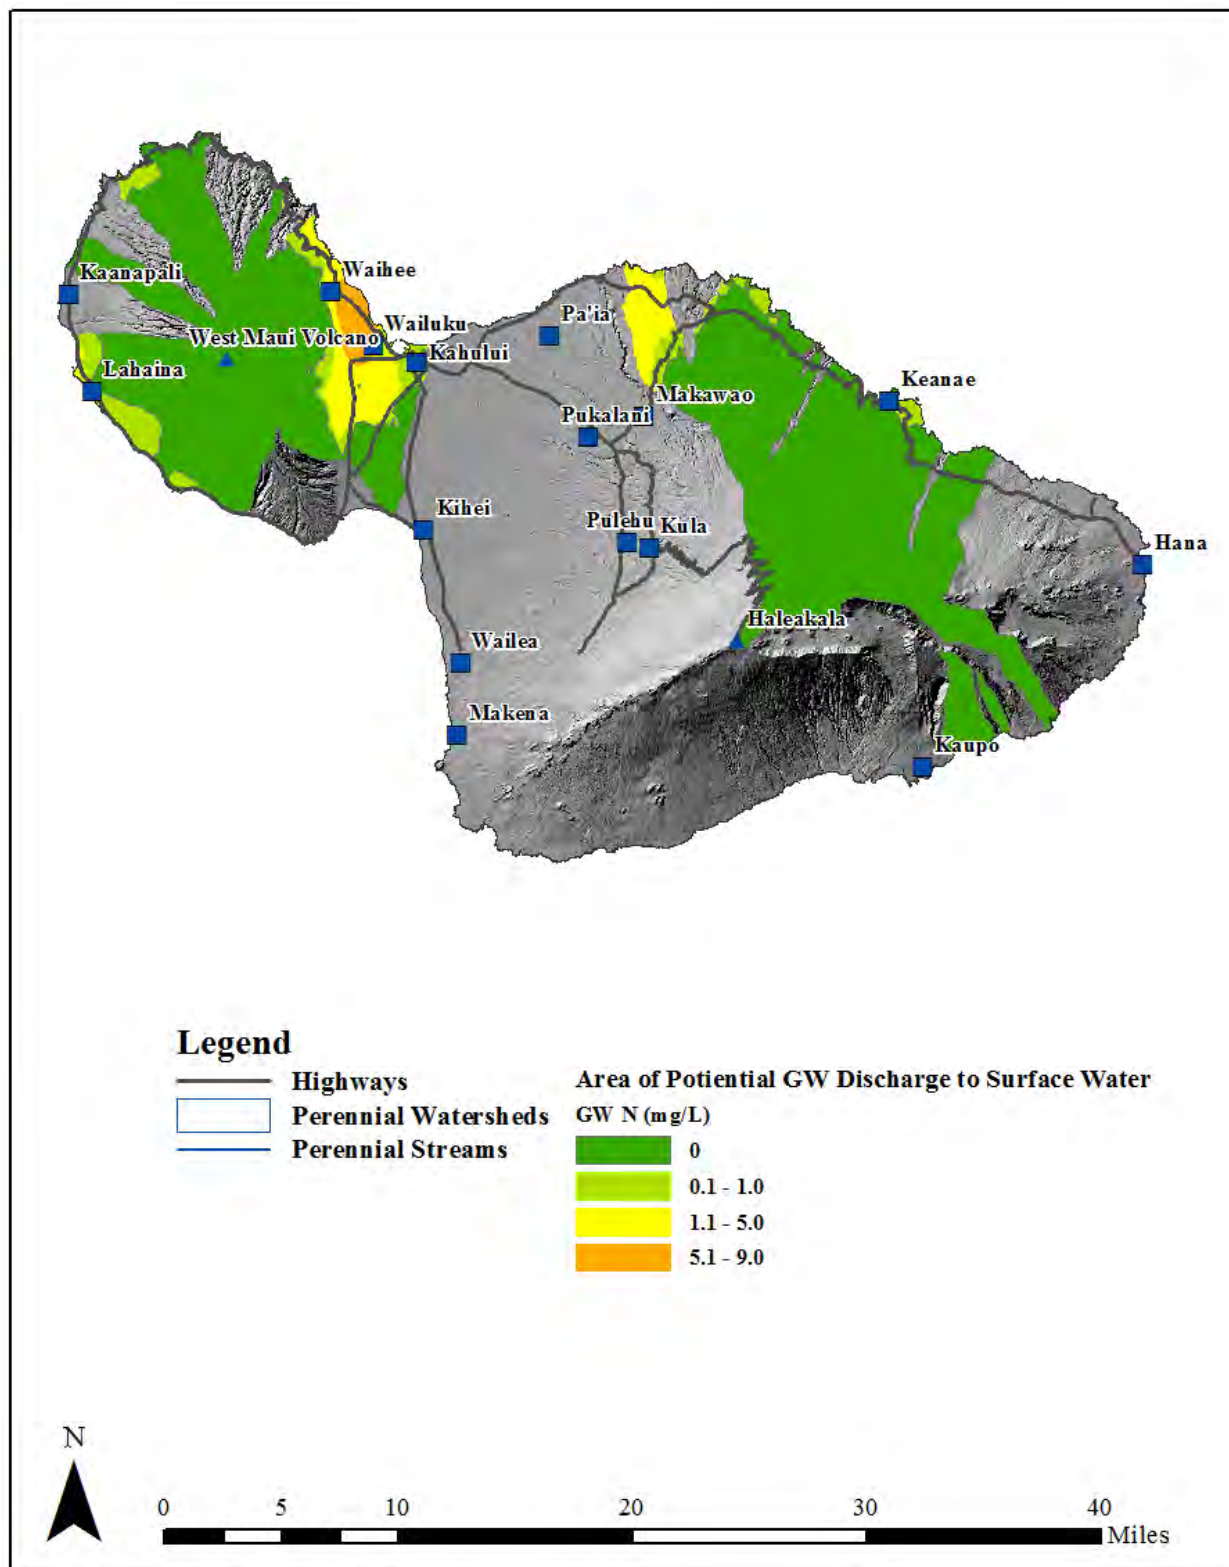 Waihee
Kaanapali
Pa'ia
Wailuku
West Maui Volcano
Kahului
Lahaina
Keanae
Makawao
Pukalani
Kihei
Pulehu
Kula
Hana
Haleakala
Wailea
Makena
Kaupo
Legend
Highways
Perennial Watersheds
Perennial Streams
Area of Potiential GW Discharge to Surface Water
GW N (mg/L)
0
0.1 - 1.0
1.1 - 5.0
5.1 - 9.0
N
0 5 10 20 30 40
Miles